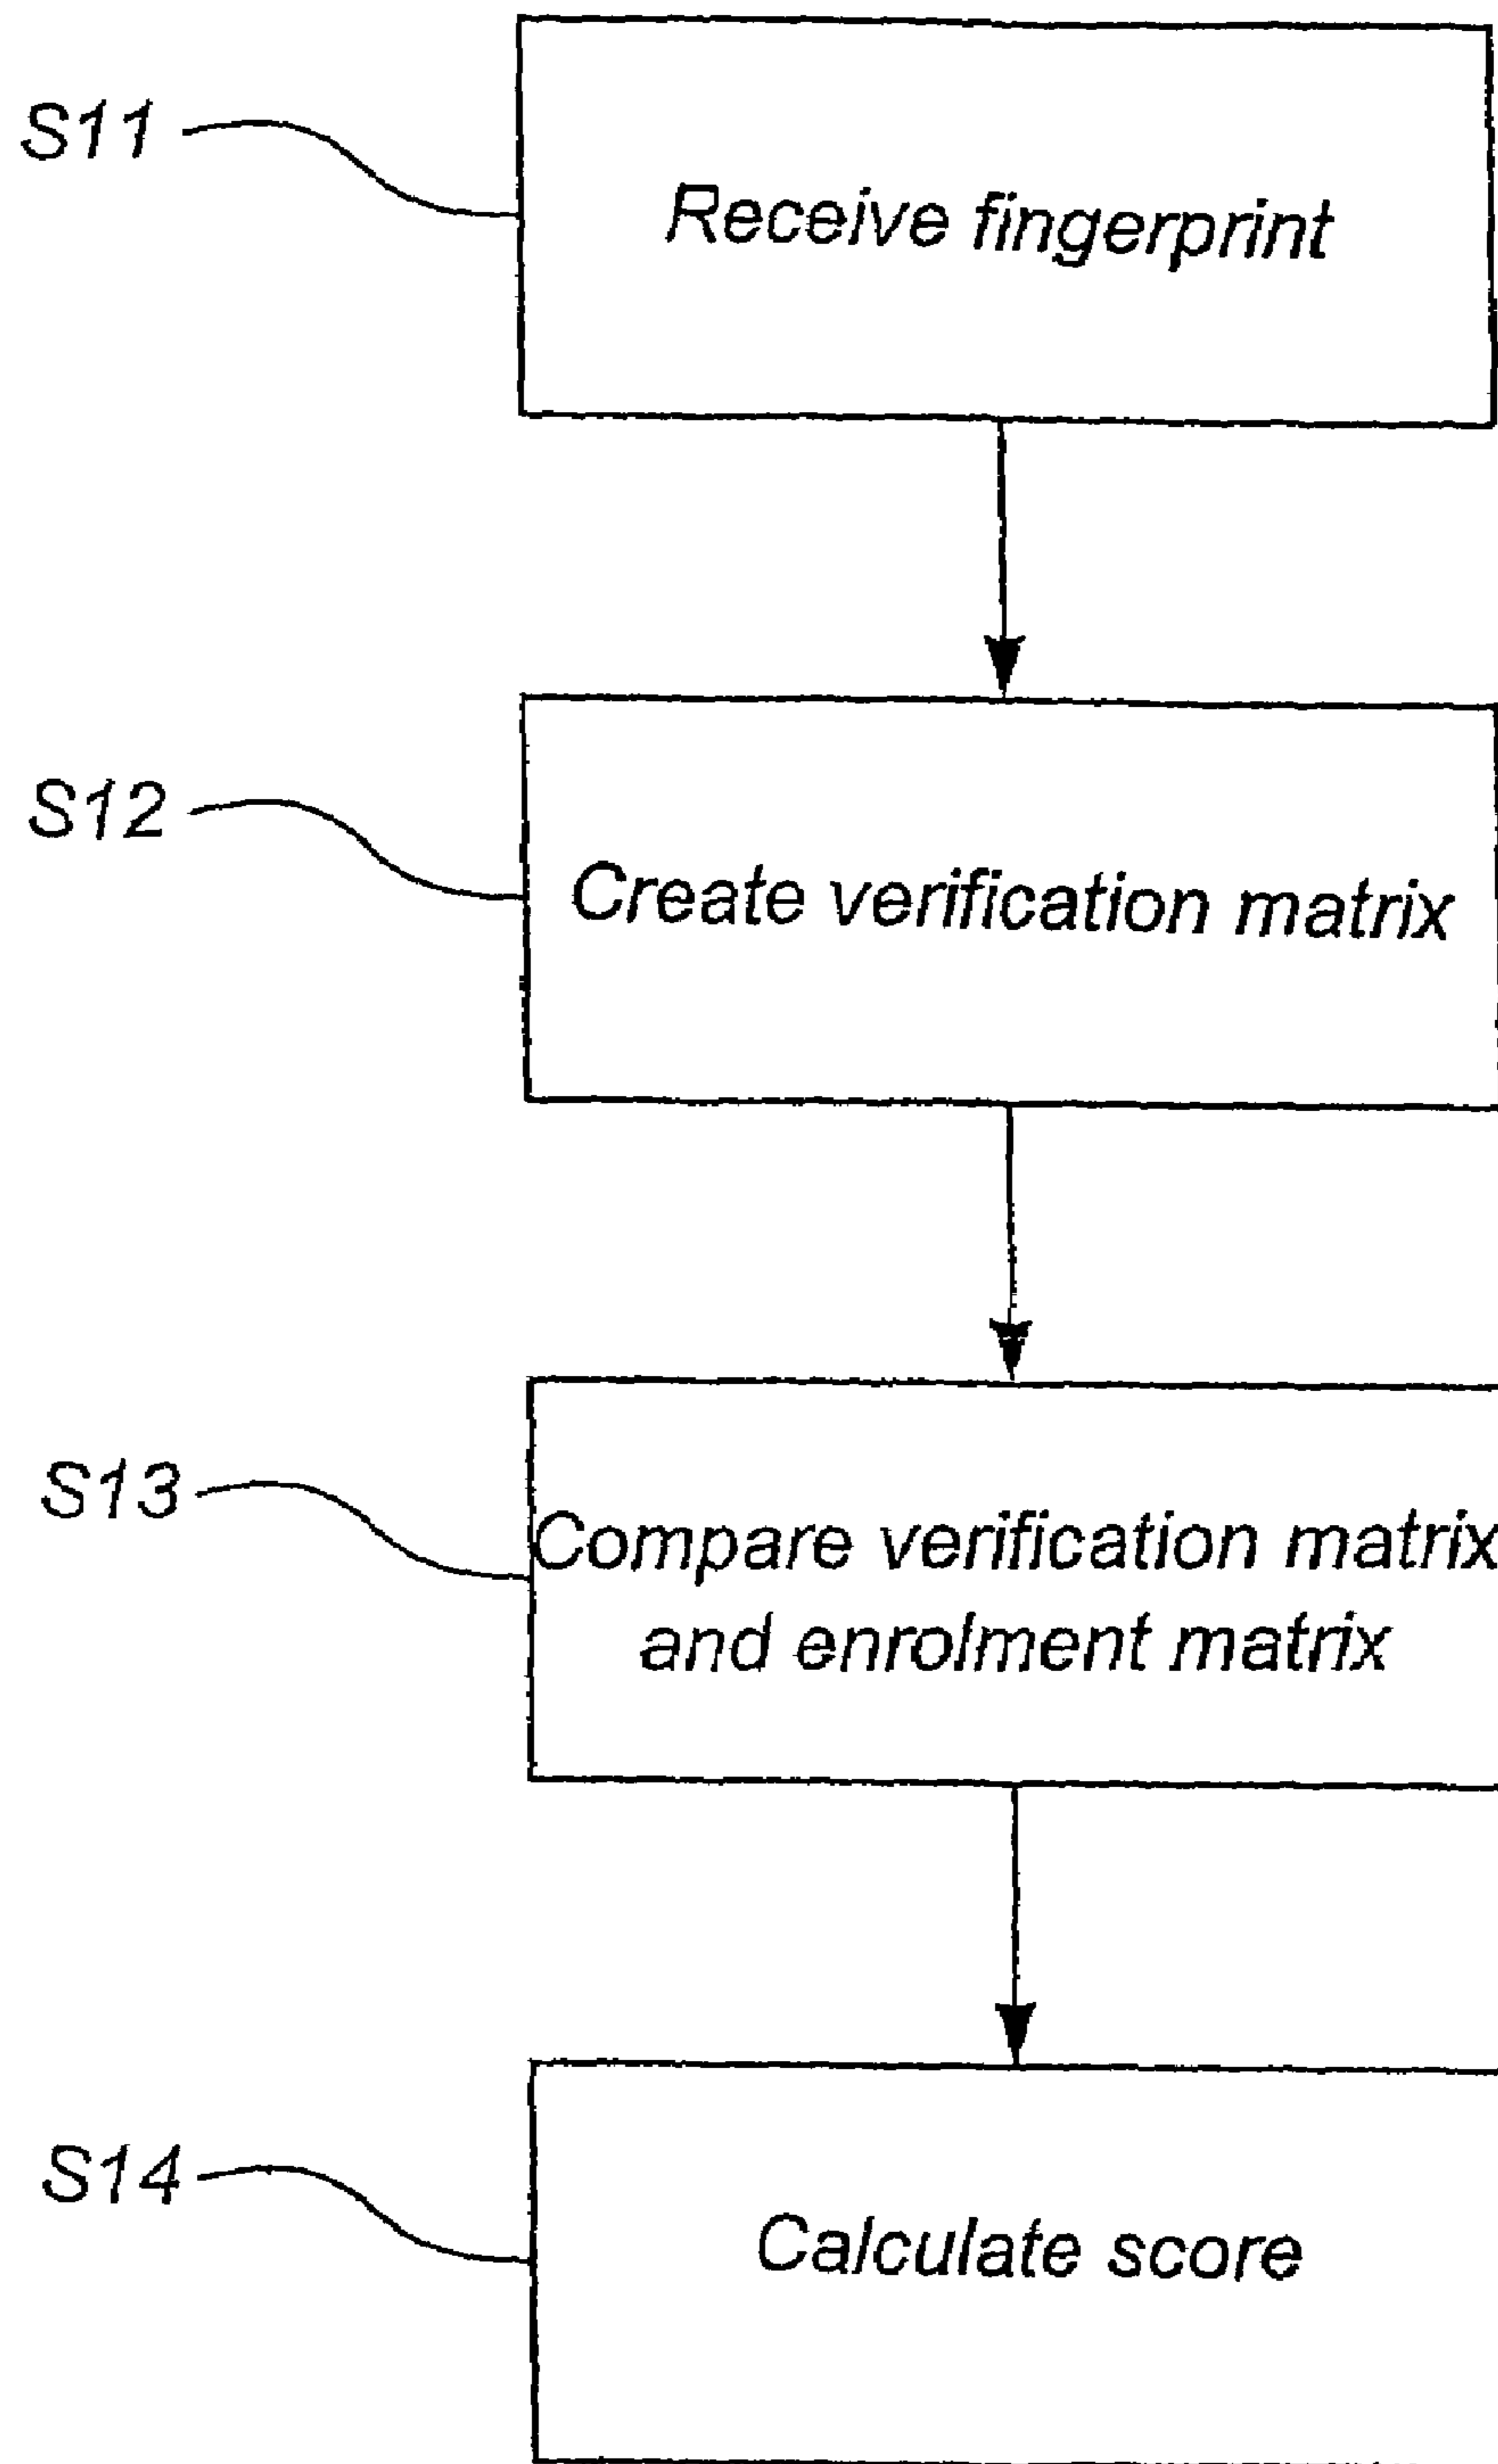 S11
Receive fingerprint
S12
Create verification matrix
S13
Compare verification matrix
and enrolment matrix
S14
Calculate score